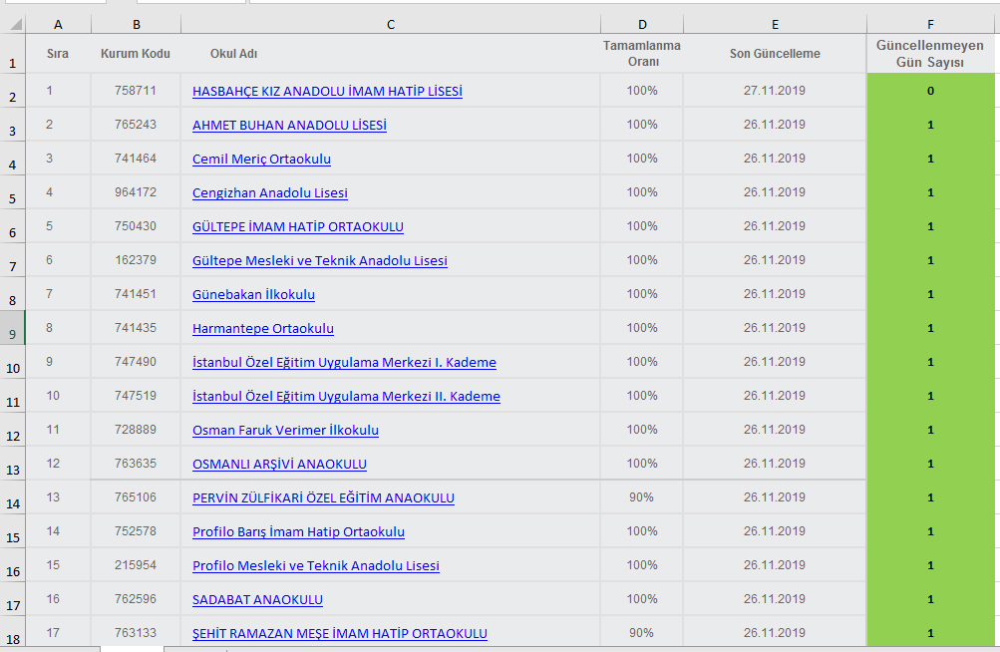 A B C D E F
1 Sıra Kurum Kodu Okul Adı Tamamlanma Oranı Son Güncelleme Güncellenmeyen Gün Sayısı
2 1 758711 HASBAHÇE KIZ ANADOLU İMAM HATİP LİSESİ 100% 27.11.2019 0
3 2 765243 AHMET BUHAN ANADOLU LİSESİ 100% 26.11.2019 1
4 3 741464 Cemil Meriç Ortaokulu 100% 26.11.2019 1
5 4 964172 Cengizhan Anadolu Lisesi 100% 26.11.2019 1
6 5 750430 GÜLTEPE İMAM HATİP ORTAOKULU 100% 26.11.2019 1
7 6 162379 Gültepe Mesleki ve Teknik Anadolu Lisesi 100% 26.11.2019 1
8 7 741451 Günebakan İlkokulu 100% 26.11.2019 1
9 8 741435 Harmantepe Ortaokulu 100% 26.11.2019 1
10 9 747490 İstanbul Özel Eğitim Uygulama Merkezi I. Kademe 100% 26.11.2019 1
11 10 747519 İstanbul Özel Eğitim Uygulama Merkezi II. Kademe 100% 26.11.2019 1
12 11 728889 Osman Faruk Verimer İlkokulu 100% 26.11.2019 1
13 12 763635 OSMANLI ARŞİVİ ANAOKULU 100% 26.11.2019 1
14 13 765106 PERVİN ZÜLFİKARİ ÖZEL EĞİTİM ANAOKULU 90% 26.11.2019 1
15 14 752578 Profilo Barış İmam Hatip Ortaokulu 100% 26.11.2019 1
16 15 215954 Profilo Mesleki ve Teknik Anadolu Lisesi 100% 26.11.2019 1
17 16 762596 SADABAT ANAOKULU 100% 26.11.2019 1
18 17 763133 ŞEHİT RAMAZAN MEŞE İMAM HATİP ORTAOKULU 90% 26.11.2019 1